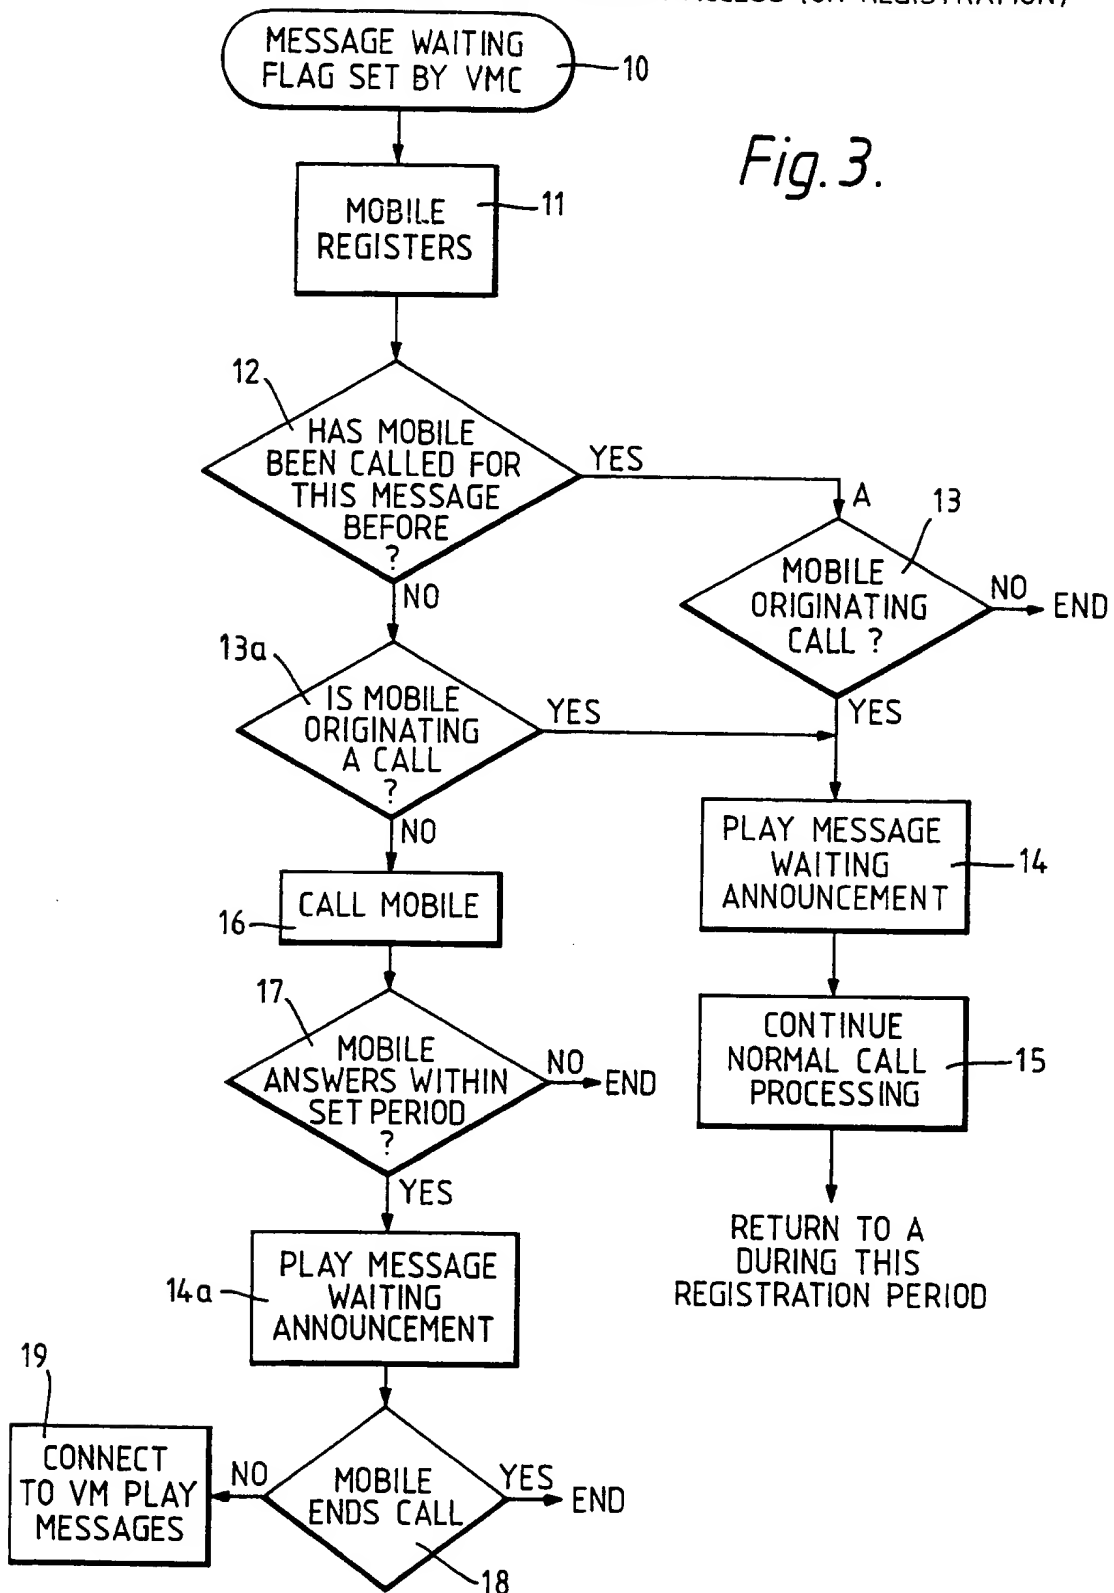 (ON REGISTRATION)
MESSAGE WAITING
FLAG SET BY VMC
10
Fig. 3.
MOBILE
REGISTERS
11
12
HAS MOBILE
BEEN CALLED FOR
THIS MESSAGE
BEFORE
?
YES
A
NO
13
MOBILE
ORIGINATING
CALL ?
NO
END
YES
13a
IS MOBILE
ORIGINATING
A CALL
?
YES
NO
PLAY MESSAGE
WAITING
ANNOUNCEMENT
14
CALL MOBILE
16
17
MOBILE
ANSWERS WITHIN
SET PERIOD
?
NO
END
YES
CONTINUE
NORMAL CALL
PROCESSING
15
RETURN TO A
DURING THIS
REGISTRATION PERIOD
PLAY MESSAGE
WAITING
ANNOUNCEMENT
14a
19
CONNECT
TO VM PLAY
MESSAGES
NO
MOBILE
ENDS CALL
YES
END
18